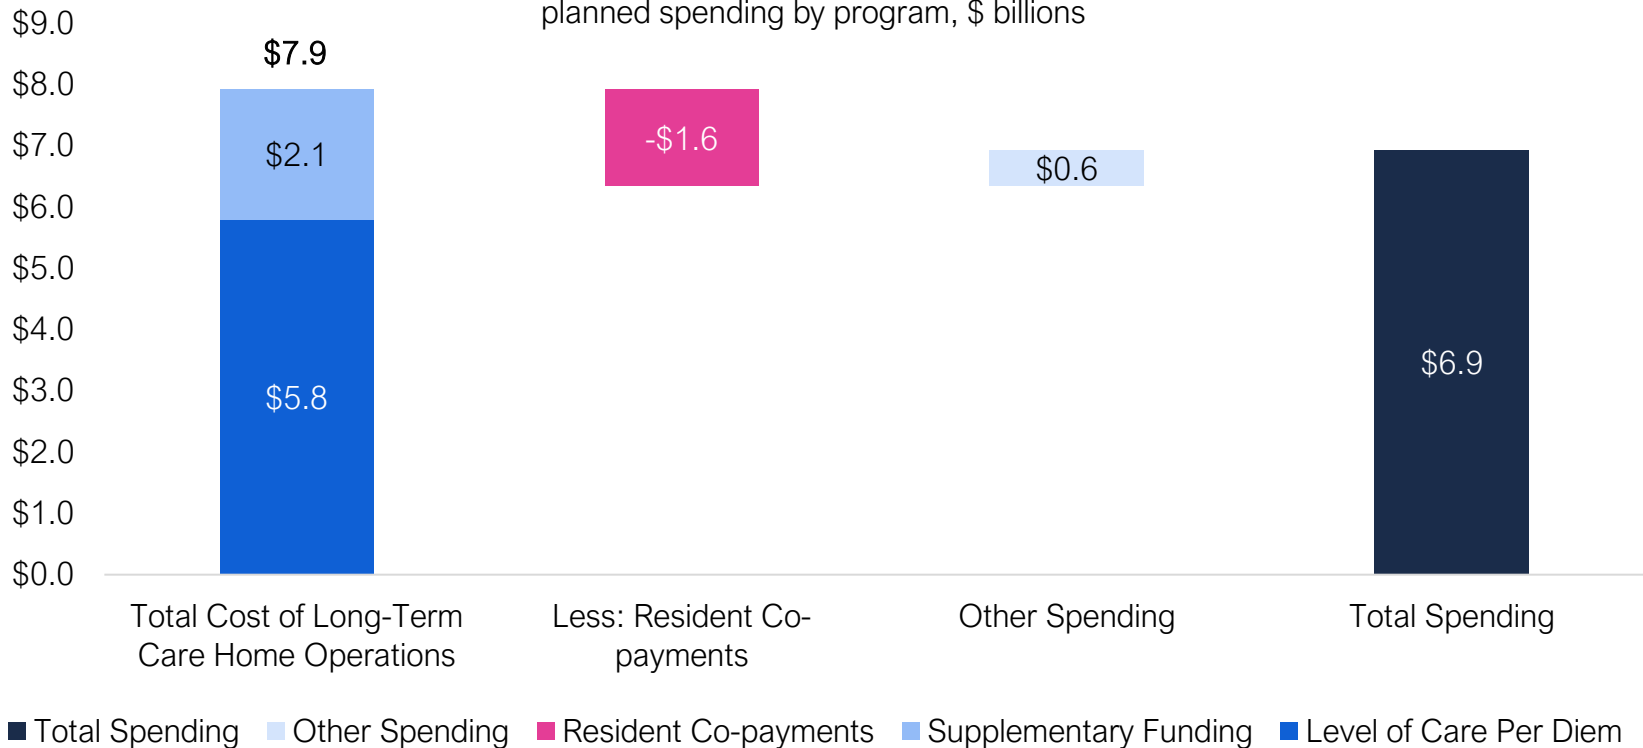 planned spending by program, $ billions
$9.0
$8.0
$7.0
$6.0
$5.0
$4.0
$3.0
$2.0
$1.0
$0.0
$7.9
$2.1
$5.8
-$1.6
$0.6
$6.9
Total Cost of Long-Term
Care Home Operations
Less: Resident Co-
payments
Other Spending
Total Spending
Total Spending
Other Spending
Resident Co-payments
Supplementary Funding
Level of Care Per Diem